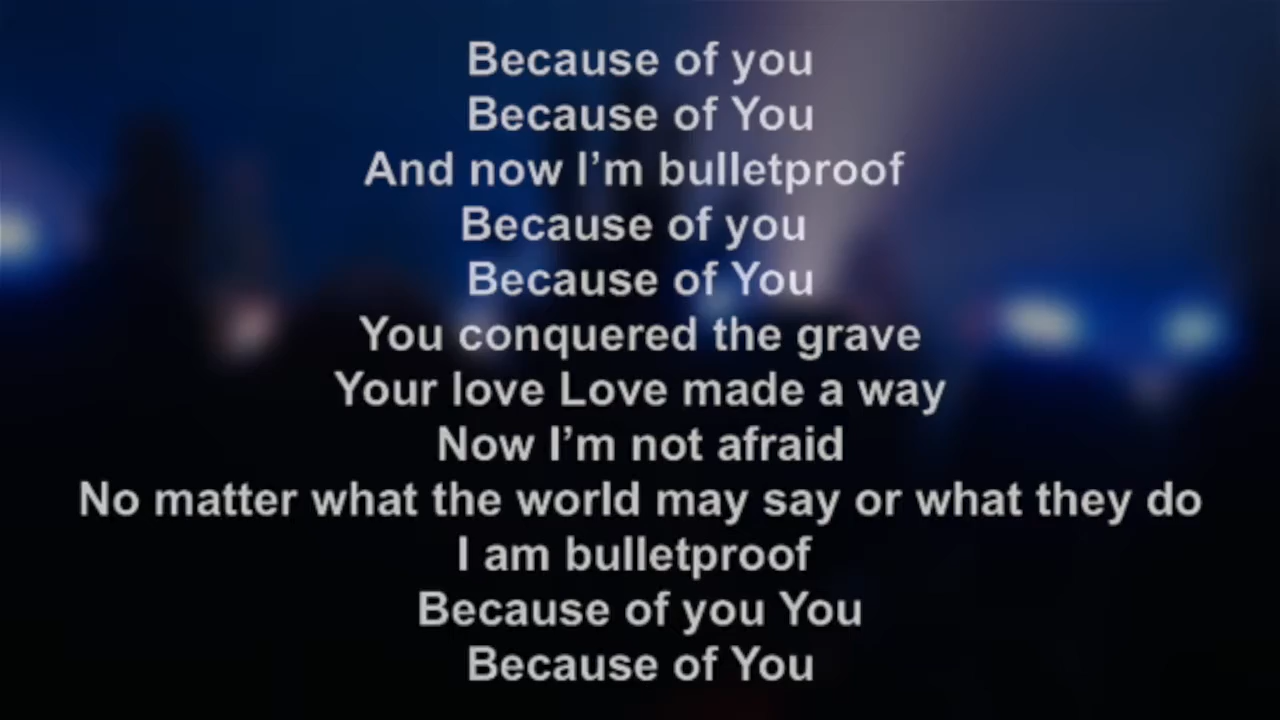 Because of you
Because of You
And now I’m bulletproof
Because of you
Because of You
You conquered the grave
Your love Love made a way
Now I’m not afraid
No matter what the world may say or what they do
I am bulletproof
Because of you You
Because of You